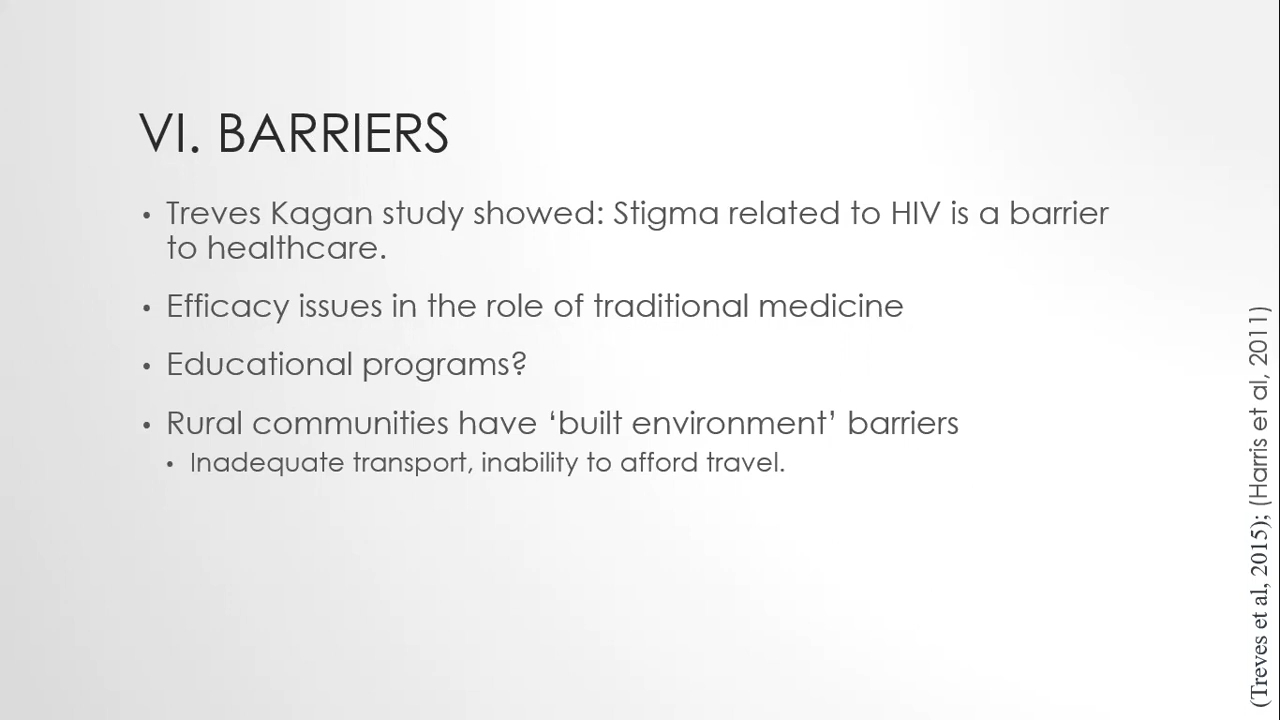 VI. BARRIERS
• Treves Kagan study showed: Stigma related to HIV is a barrier
to healthcare.
• Efficacy issues in the role of traditional medicine
• Educational programs?
• Rural communities have ‘built environment’ barriers
• Inadequate transport, inability to afford travel.
(Treves et al, 2015); (Harris et al, 2011)